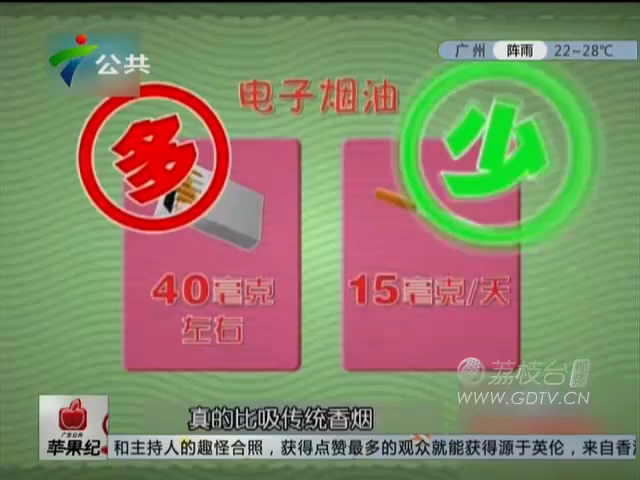 公共
广州 阵雨 22~28℃
电子烟油
多
少
40毫克
左右
15毫克/天
荔枝台
WWW.GDTV.CN
真的比吸传统香烟
苹果纪
和主持人的趣怪合照，获得点赞最多的观众就能获得源于英伦，来自香港